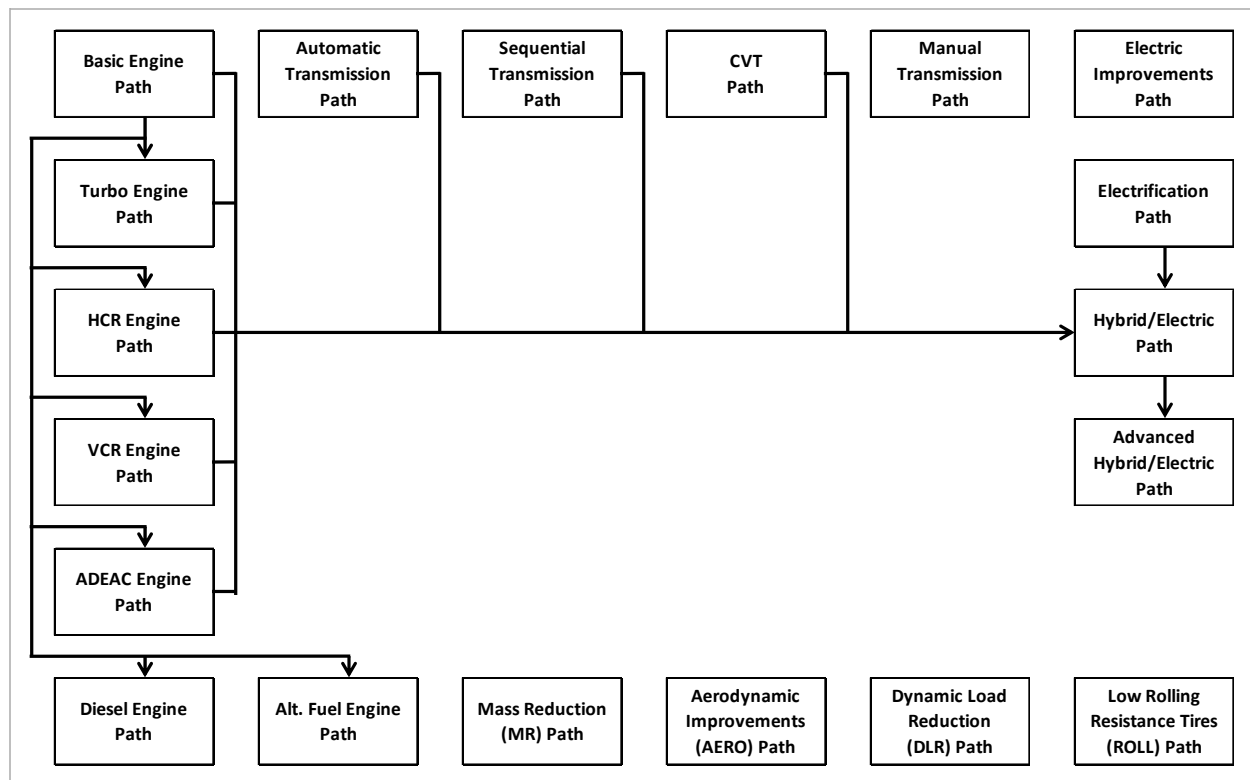 Basic Engine
Path
Automatic
Transmission
Path
Sequential
Transmission
Path
CVT
Path
Manual
Transmission
Path
Electric
Improvements
Path
Turbo Engine
Path
Electrification
Path
HCR Engine
Path
Hybrid/Electric
Path
VCR Engine
Path
Advanced
Hybrid/Electric
Path
ADEAC Engine
Path
Diesel Engine
Path
Alt. Fuel Engine
Path
Mass Reduction
(MR) Path
Aerodynamic
Improvements
(AERO) Path
Dynamic Load
Reduction
(DLR) Path
Low Rolling
Resistance Tires
(ROLL) Path